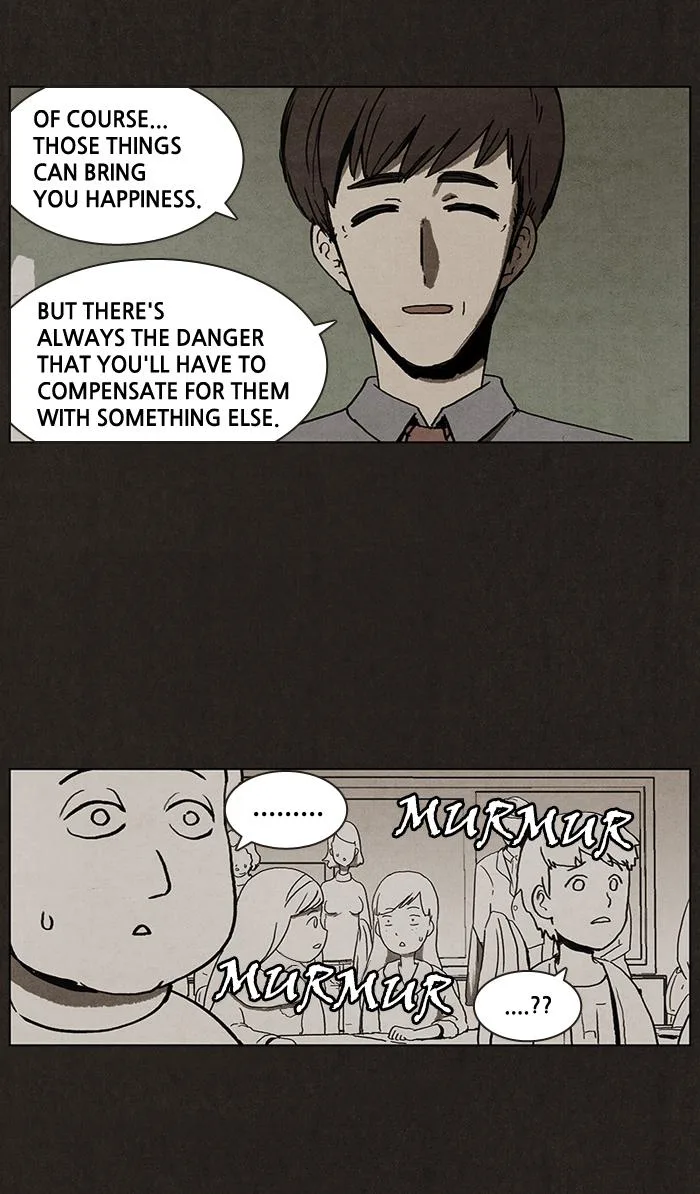 OF COURSE...
THOSE THINGS
CAN BRING
YOU HAPPINESS.
BUT THERE'S
ALWAYS THE DANGER
THAT YOU'LL HAVE TO
COMPENSATE FOR THEM
WITH SOMETHING ELSE.
.........
MURMUR
MURMUR
....??